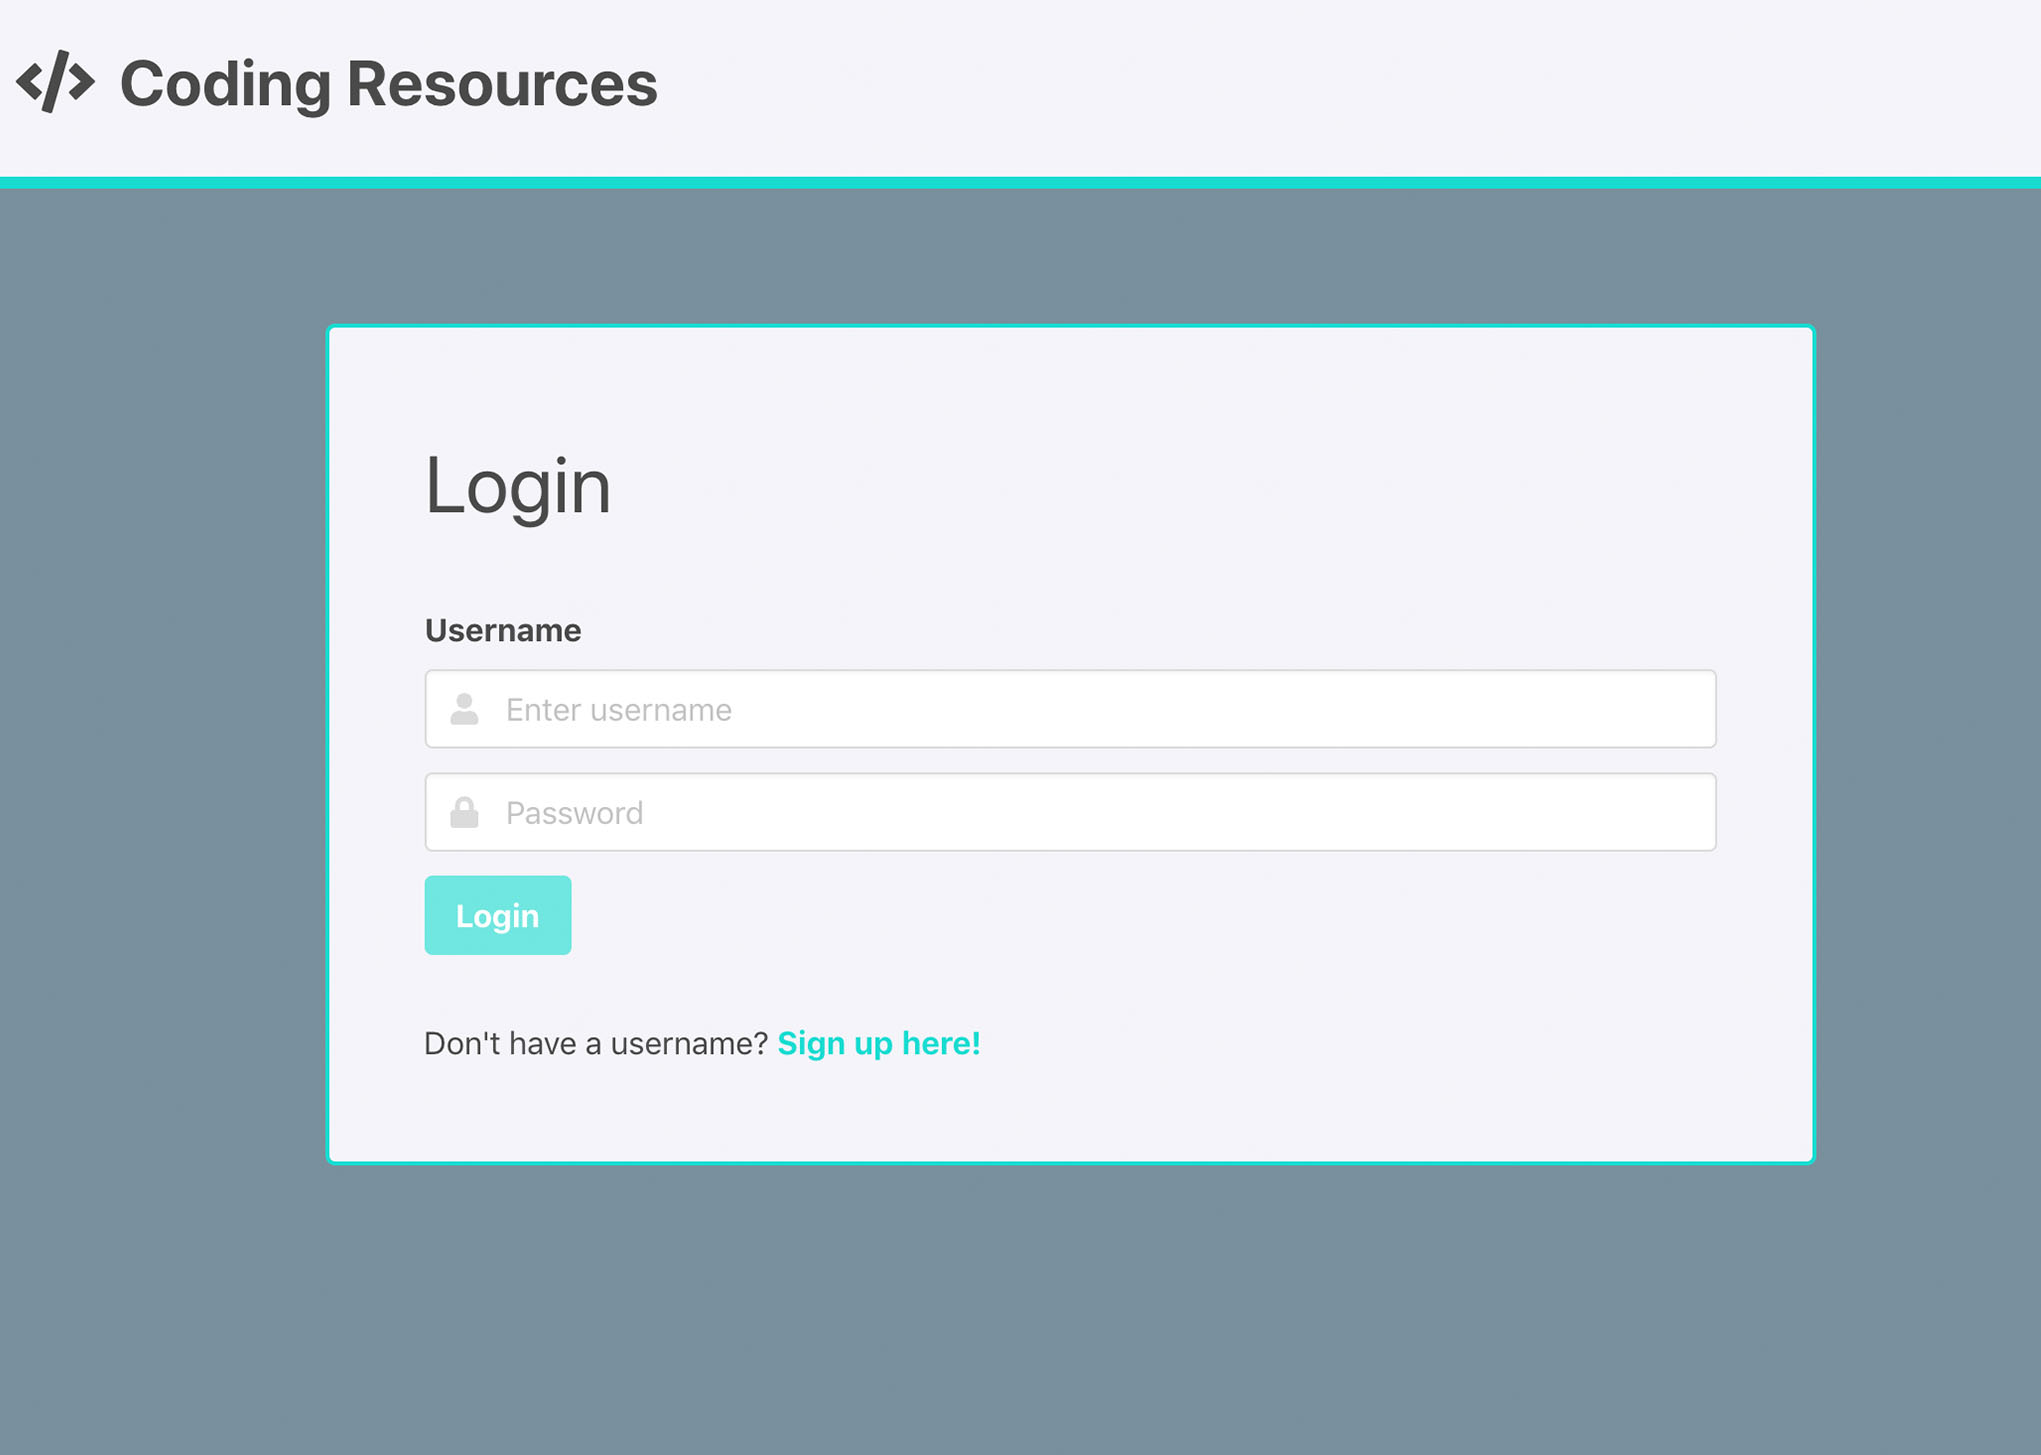 Coding Resources
Login
Username
Enter username
Password
Login
Don't have a username? Sign up here!